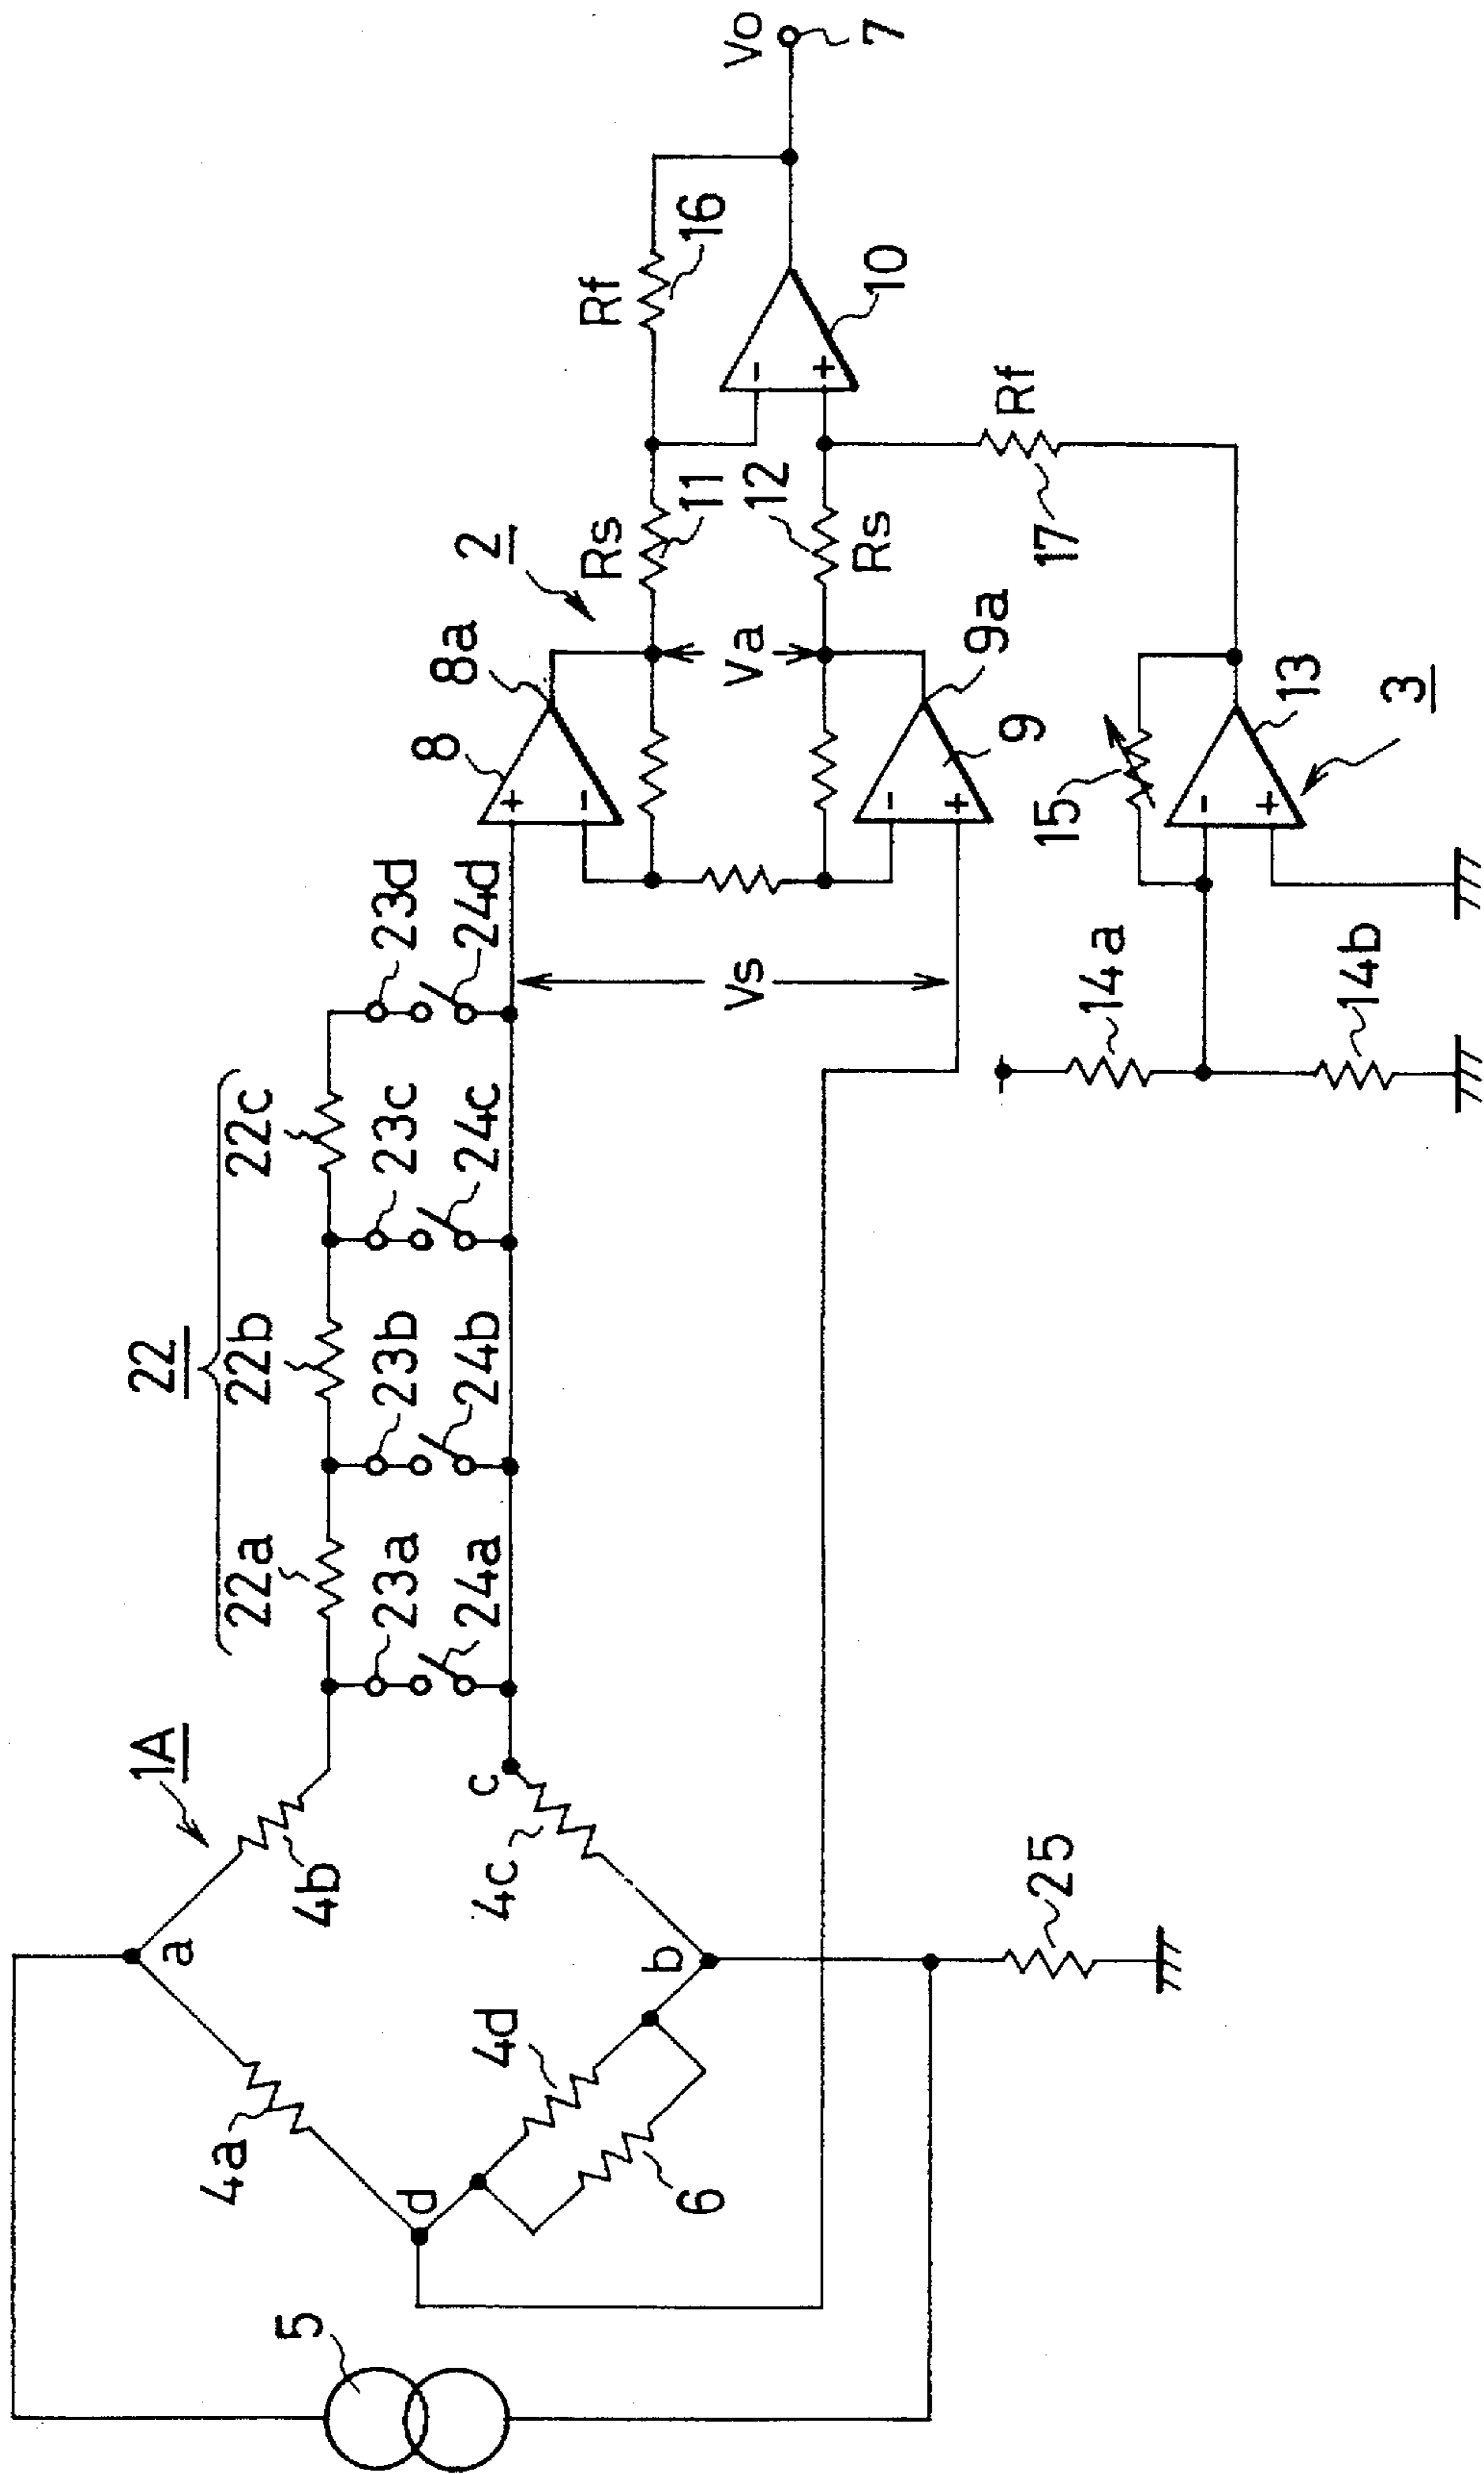 1A
22
22a
22b
22c
23a
23b
23c
23d
24a
24b
24c
24d
4a
4b
4c
4d
a
b
c
d
5
6
25
8
8a
9
9a
2
Vs
Va
Rs
11
12
Rs
Rf
16
10
Vo
7
Rf
17
14a
14b
15
13
3
+
-
-
+
-
+
-
+